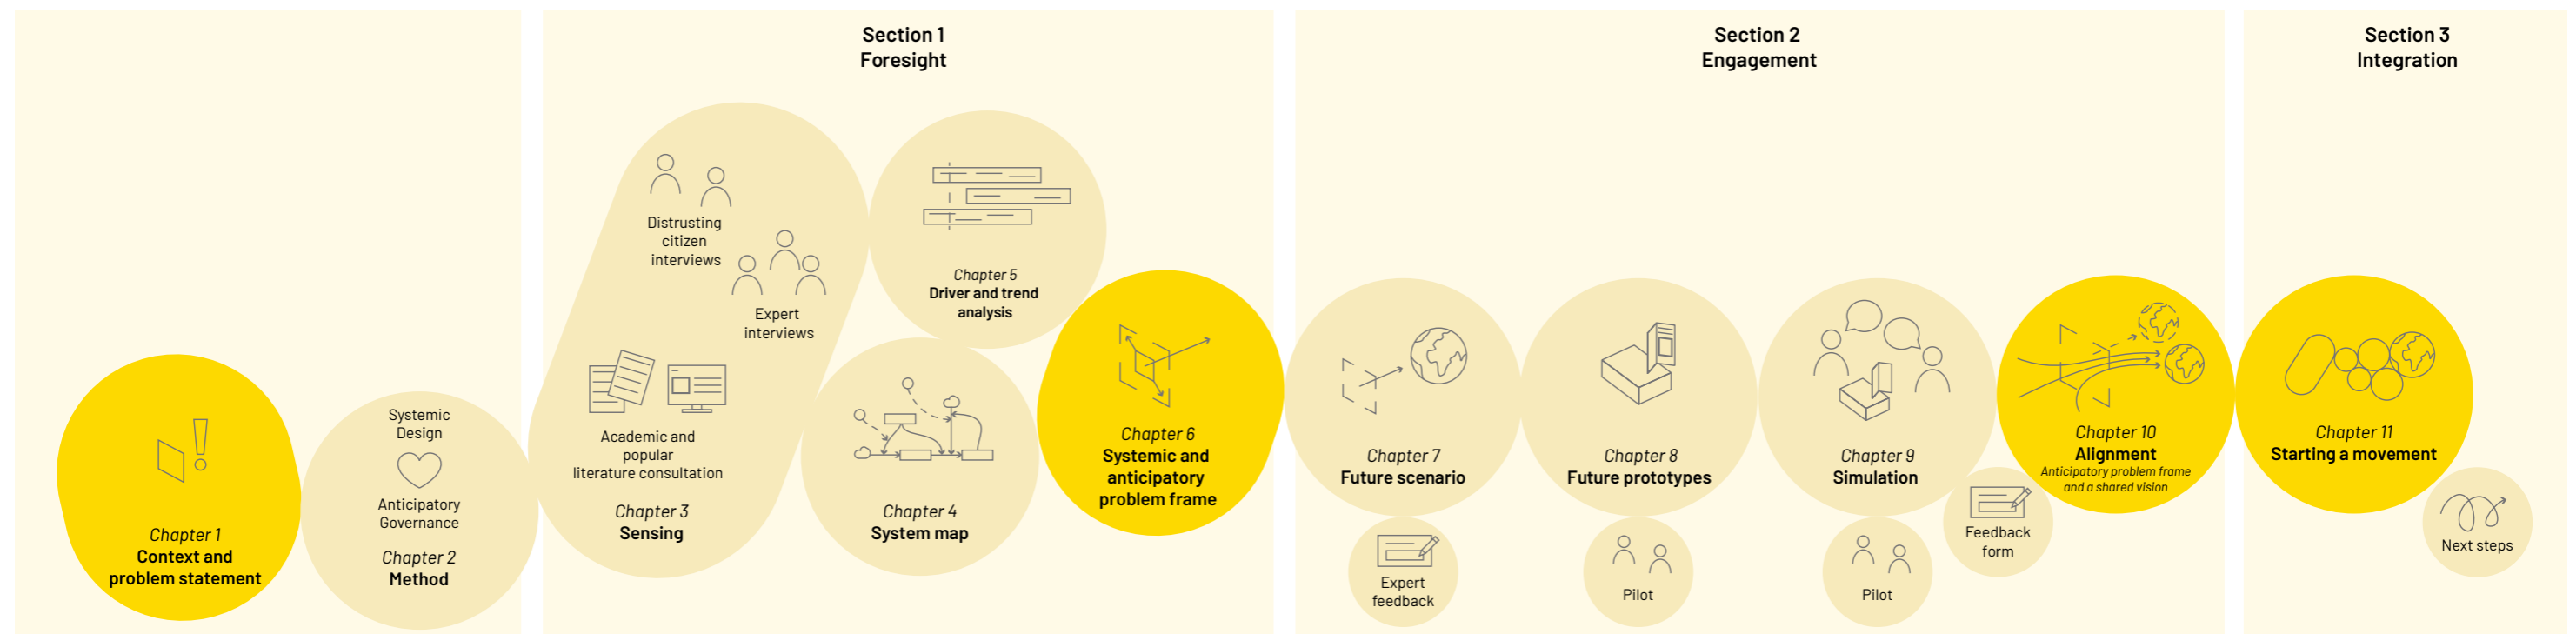 Chapter 1
Context and
problem statement
Systemic
Design
Anticipatory
Governance
Chapter 2
Method
Section 1
Foresight
Distrusting
citizen
interviews
Expert
interviews
Academic and
popular
literature consultation
Chapter 3
Sensing
Chapter 4
System map
Chapter 5
Driver and trend
analysis
Chapter 6
Systemic and
anticipatory
problem frame
Section 2
Engagement
Chapter 7
Future scenario
Expert
feedback
Chapter 8
Future prototypes
Pilot
Chapter 9
Simulation
Pilot
Feedback
form
Chapter 10
Alignment
Anticipatory problem frame
and a shared vision
Section 3
Integration
Chapter 11
Starting a movement
Next steps